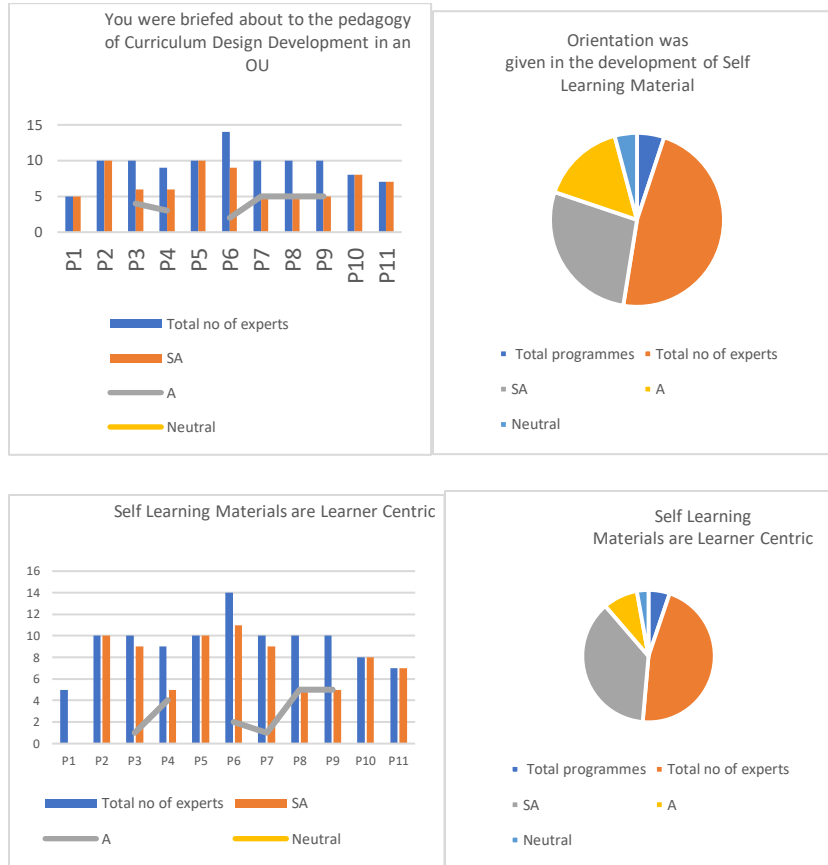 You were briefed about to the pedagogy
of Curriculum Design Development in an
OU
15
10
5
0
P1 P2 P3 P4 P5 P6 P7 P8 P9 P10 P11
Total no of experts
SA
A
Neutral
Orientation was
given in the development of Self
Learning Material
Total programmes Total no of experts
SA A
Neutral
Self Learning Materials are Learner Centric
16
14
12
10
8
6
4
2
0
P1 P2 P3 P4 P5 P6 P7 P8 P9 P10 P11
Total no of experts SA
A Neutral
Self Learning
Materials are Learner Centric
Total programmes Total no of experts
SA A
Neutral